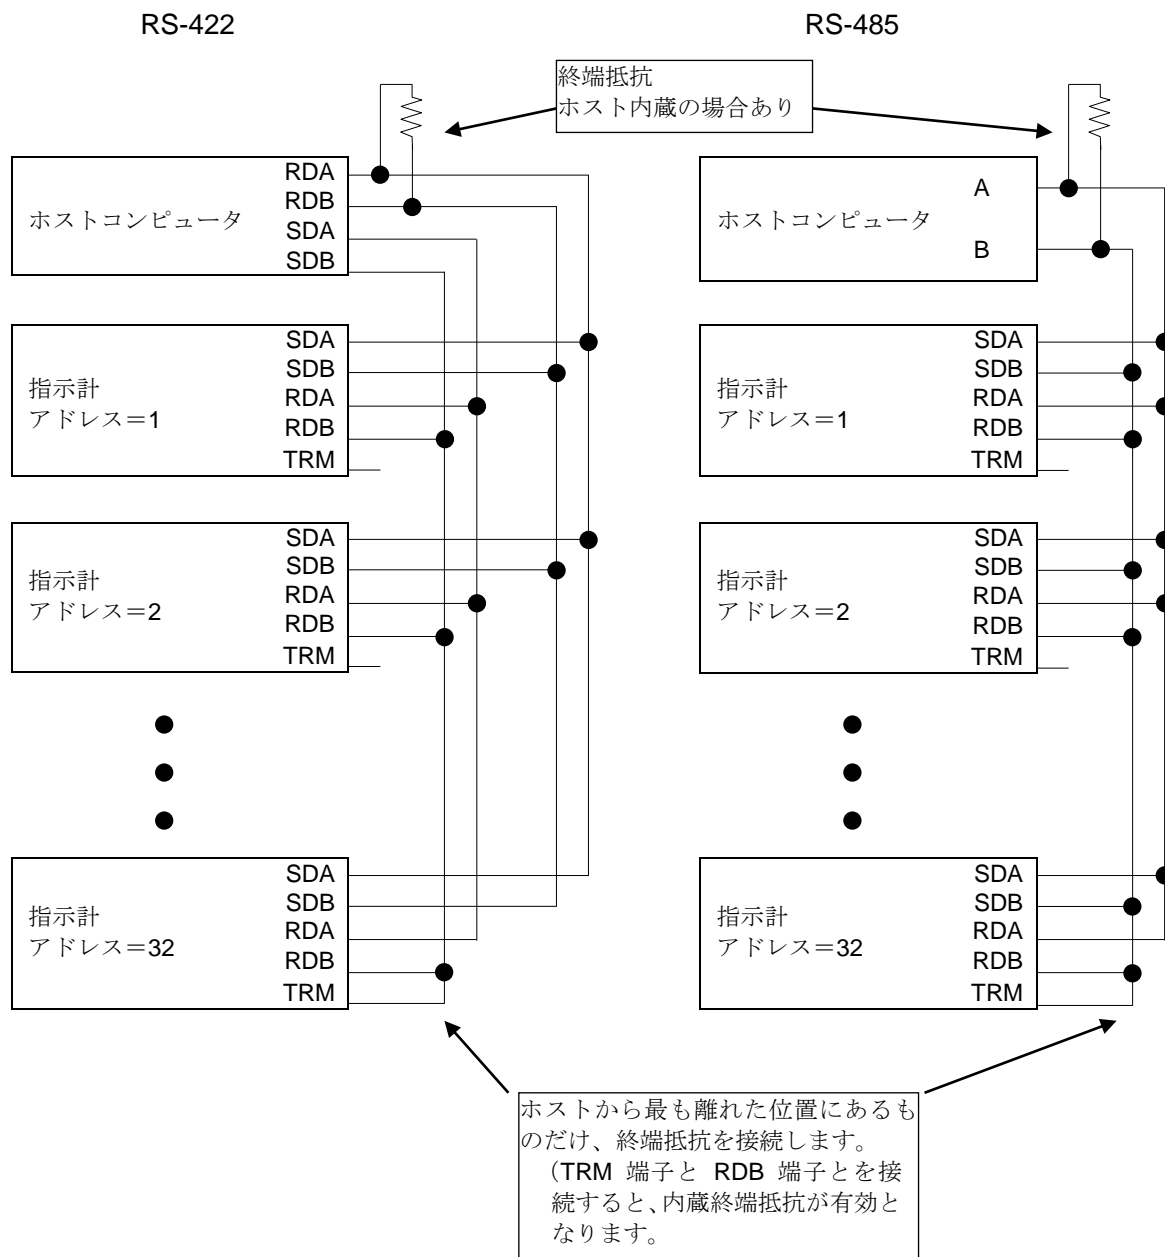 RS-422
RS-485
終端抵抗
ホスト内蔵の場合あり
ホストコンピュータ
RDA
RDB
SDA
SDB
指示計
アドレス＝1
SDA
SDB
RDA
RDB
TRM
指示計
アドレス＝2
SDA
SDB
RDA
RDB
TRM
指示計
アドレス＝32
SDA
SDB
RDA
RDB
TRM
ホストコンピュータ
A
B
指示計
アドレス＝1
SDA
SDB
RDA
RDB
TRM
指示計
アドレス＝2
SDA
SDB
RDA
RDB
TRM
指示計
アドレス＝32
SDA
SDB
RDA
RDB
TRM
ホストから最も離れた位置にあるも
のだけ、終端抵抗を接続します。
（TRM 端子と RDB 端子とを接
続すると、内蔵終端抵抗が有効と
なります。